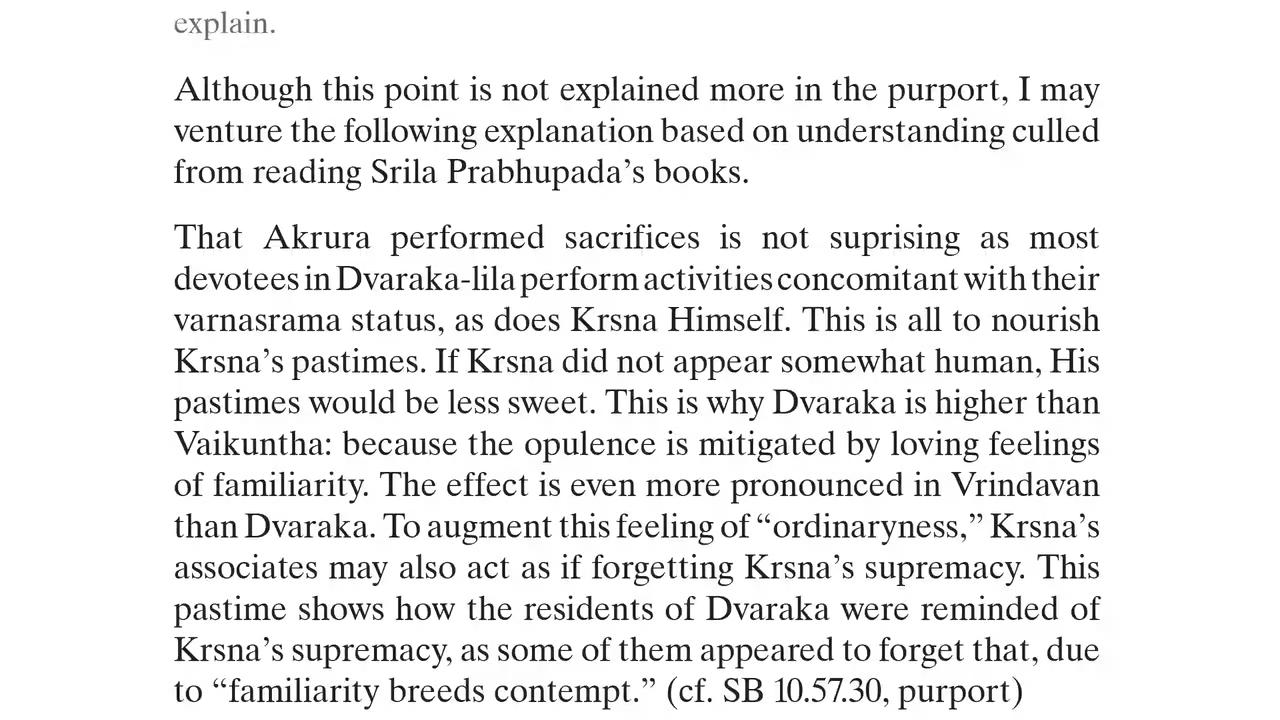 explain.
Although this point is not explained more in the purport, I may
venture the following explanation based on understanding culled
from reading Srila Prabhupada’s books.
That Akrura performed sacrifices is not suprising as most
devotees in Dvaraka-lila perform activities concomitant with their
varnasrama status, as does Krsna Himself. This is all to nourish
Krsna’s pastimes. If Krsna did not appear somewhat human, His
pastimes would be less sweet. This is why Dvaraka is higher than
Vaikuntha: because the opulence is mitigated by loving feelings
of familiarity. The effect is even more pronounced in Vrindavan
than Dvaraka. To augment this feeling of “ordinaryness,” Krsna’s
associates may also act as if forgetting Krsna’s supremacy. This
pastime shows how the residents of Dvaraka were reminded of
Krsna’s supremacy, as some of them appeared to forget that, due
to “familiarity breeds contempt.” (cf. SB 10.57.30, purport)